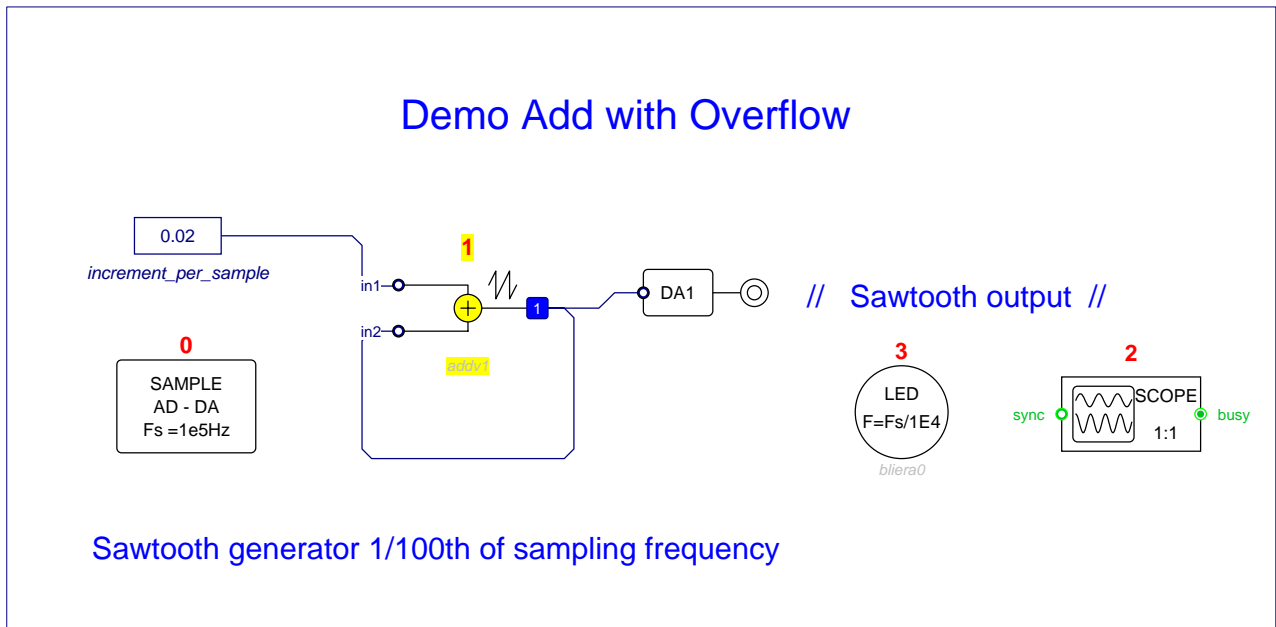 Demo Add with Overflow
0.02
increment_per_sample
1
in1
in2
1
addv1
DA1
// Sawtooth output //
0
SAMPLE
AD - DA
Fs =1e5Hz
3
LED
F=Fs/1E4
bliera0
2
sync
SCOPE
1:1
busy
Sawtooth generator 1/100th of sampling frequency